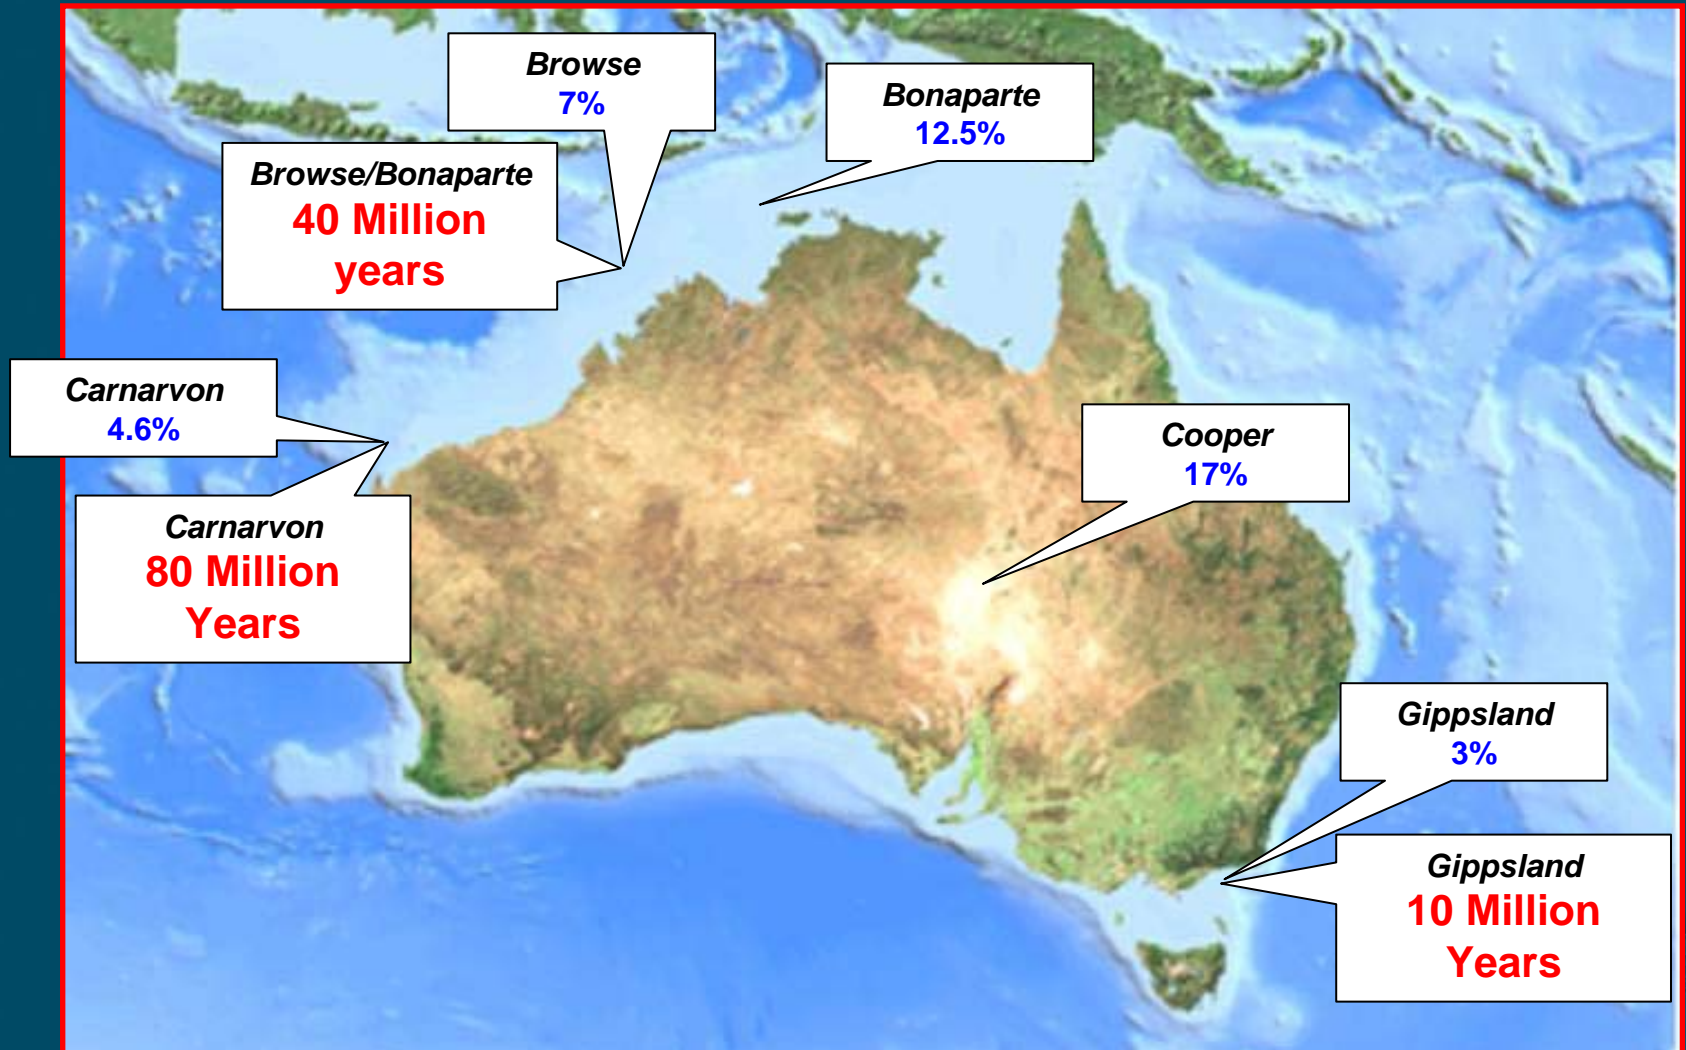 Browse
7%
Bonaparte
12.5%
Browse/Bonaparte
40 Million
years
Carnarvon
4.6%
Cooper
17%
Carnarvon
80 Million
Years
Gippsland
3%
Gippsland
10 Million
Years